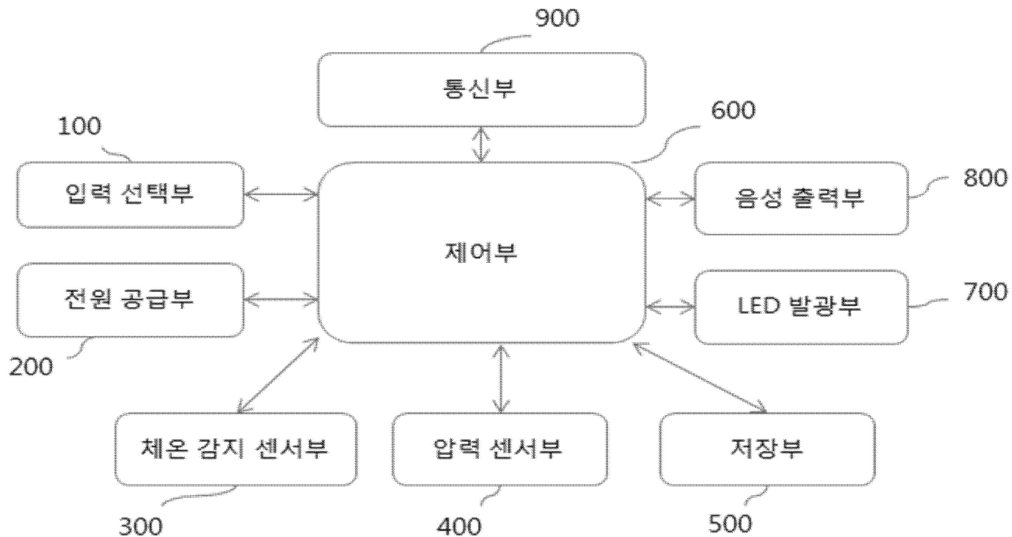 900
통신부
600
100
입력 선택부
음성 출력부
800
제어부
전원 공급부
LED 발광부
700
200
체온 감지 센서부
압력 센서부
저장부
300
400
500